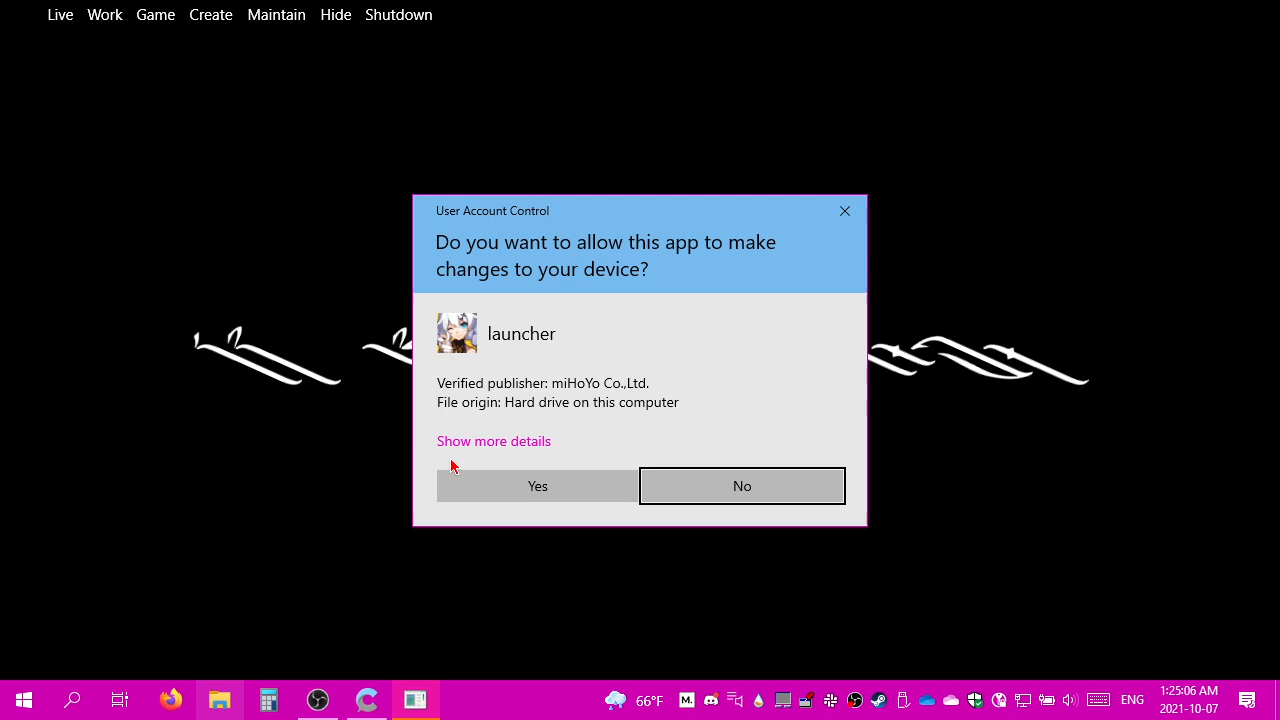 Live Work Game Create Maintain Hide Shutdown
User Account Control
Do you want to allow this app to make
changes to your device?
launcher
Verified publisher: miHoYo Co.,Ltd.
File origin: Hard drive on this computer
Show more details
Yes No
66°F M. ENG 1:25:06 AM
2021-10-07